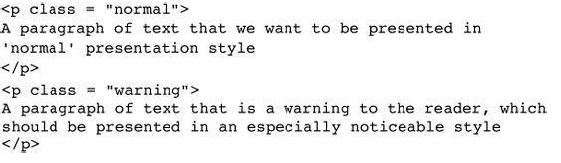 <p class = "normal">
A paragraph of text that we want to be presented in
'normal' presentation style
</p>
<p class = "warning">
A paragraph of text that is a warning to the reader, which
should be presented in an especially noticeable style
</p>